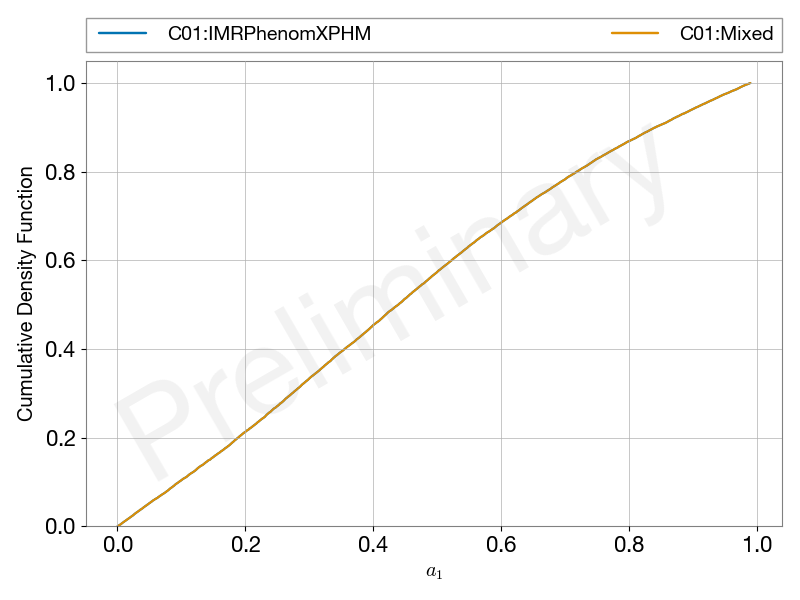 C01:IMRPhenomXPHM C01:Mixed
Preliminary
Cumulative Density Function
1.0
0.8
0.6
0.4
0.2
0.0
0.0 0.2 0.4 0.6 0.8 1.0
a₁